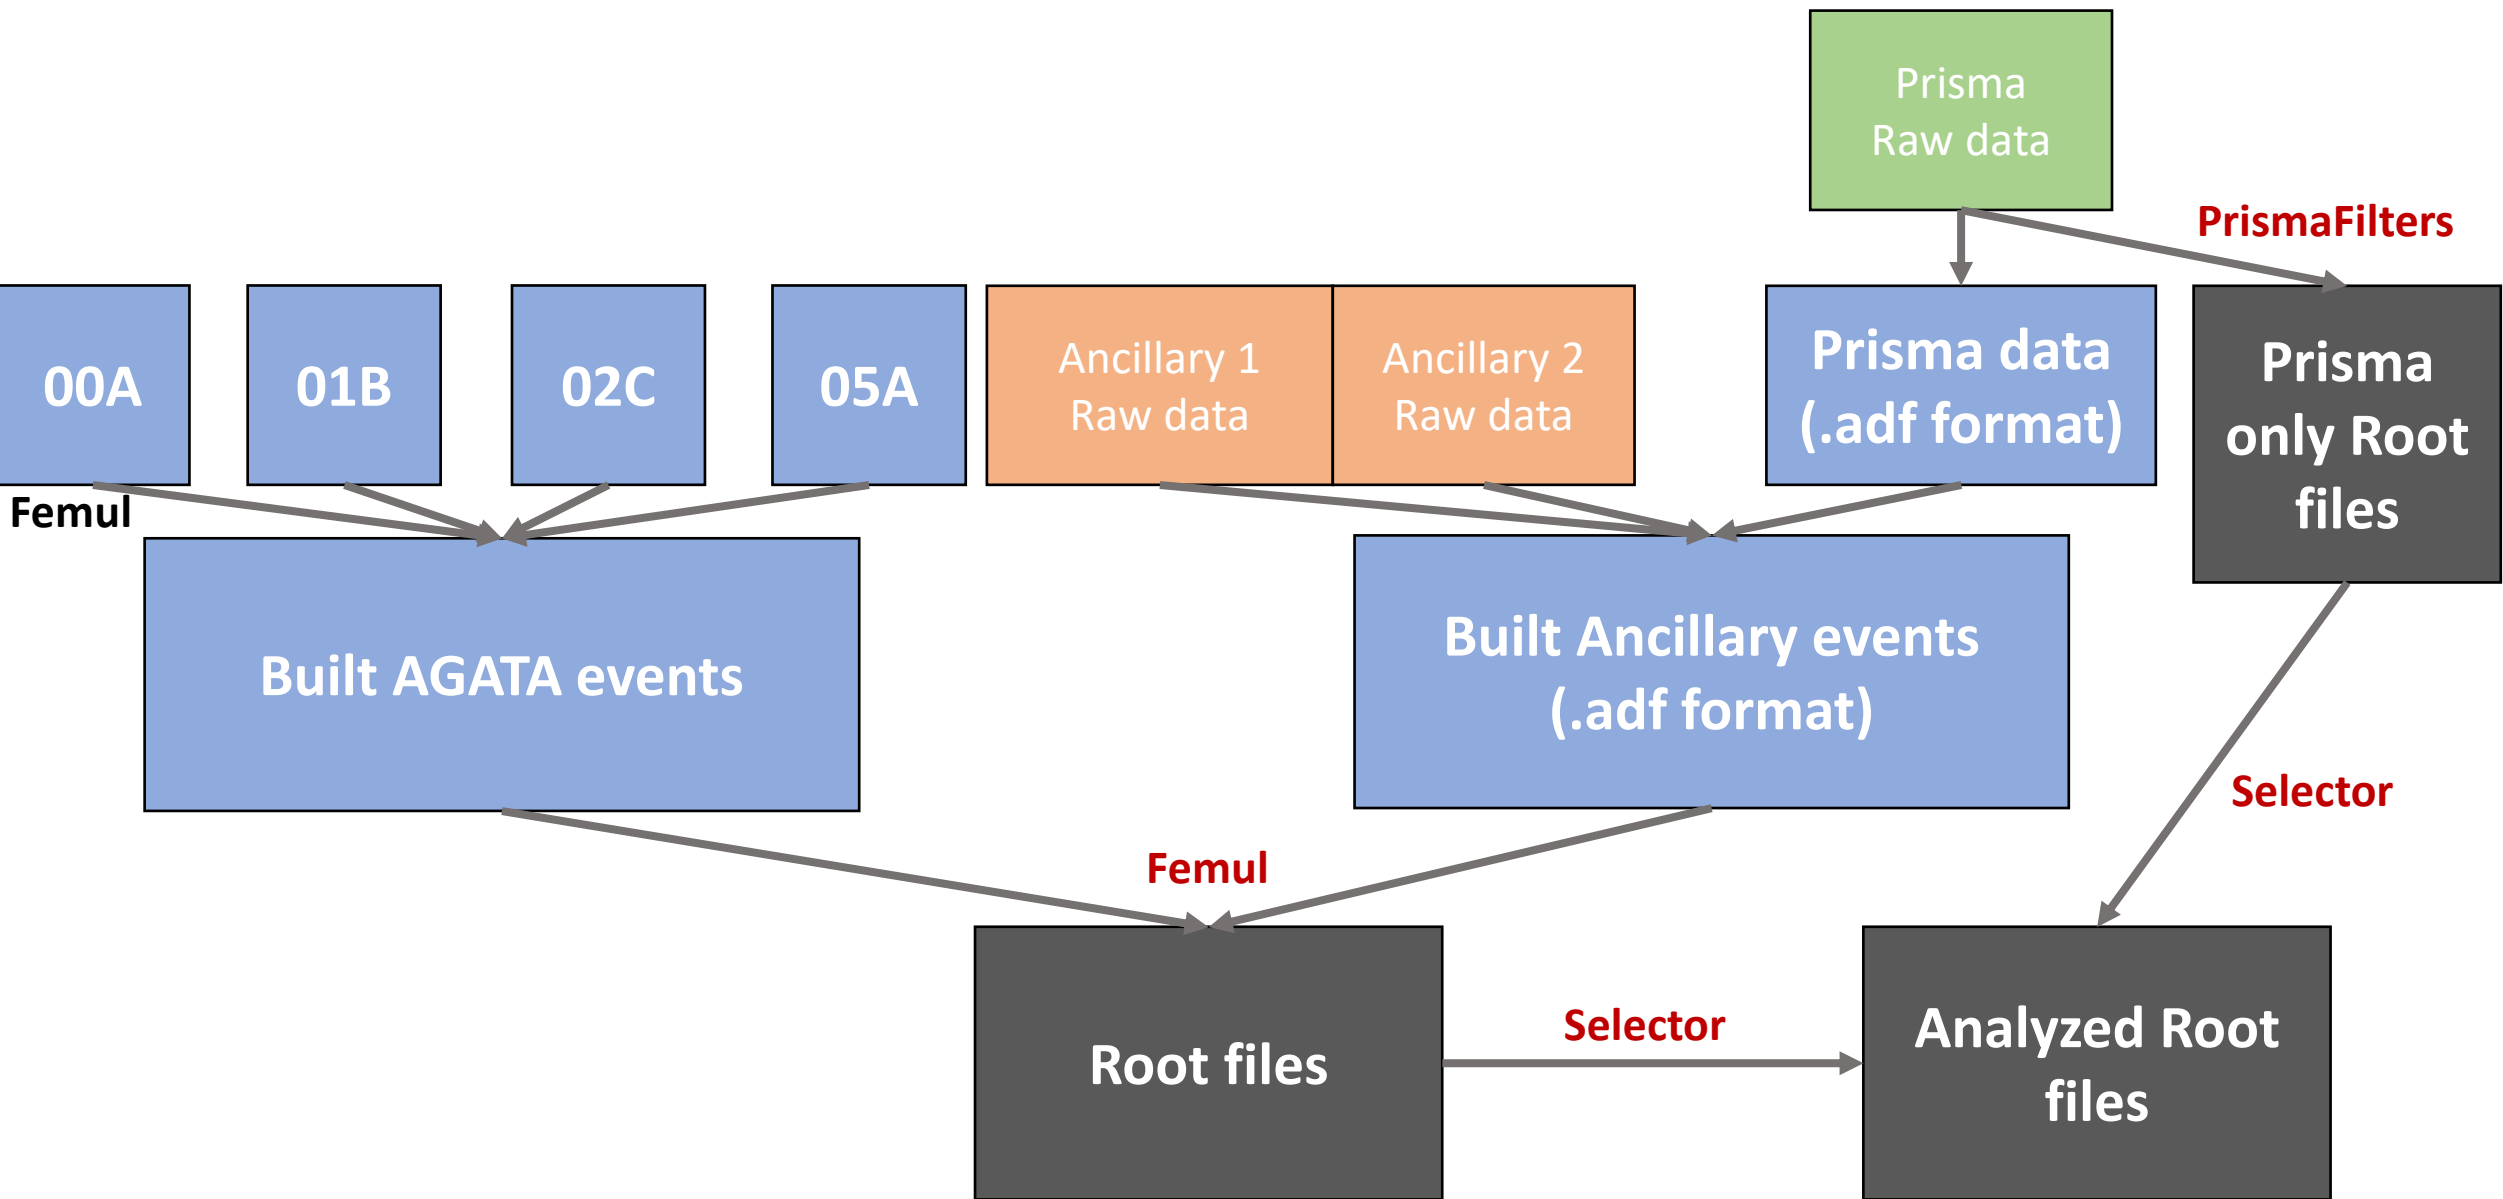 Prisma
Raw data
PrismaFilters
00A
01B
02C
05A
Ancillary 1
Raw data
Ancillary 2
Raw data
Prisma data
(.adf format)
Prisma
only Root
files
Femul
Built AGATA events
Built Ancillary events
(.adf format)
Selector
Femul
Root files
Selector
Analyzed Root
files